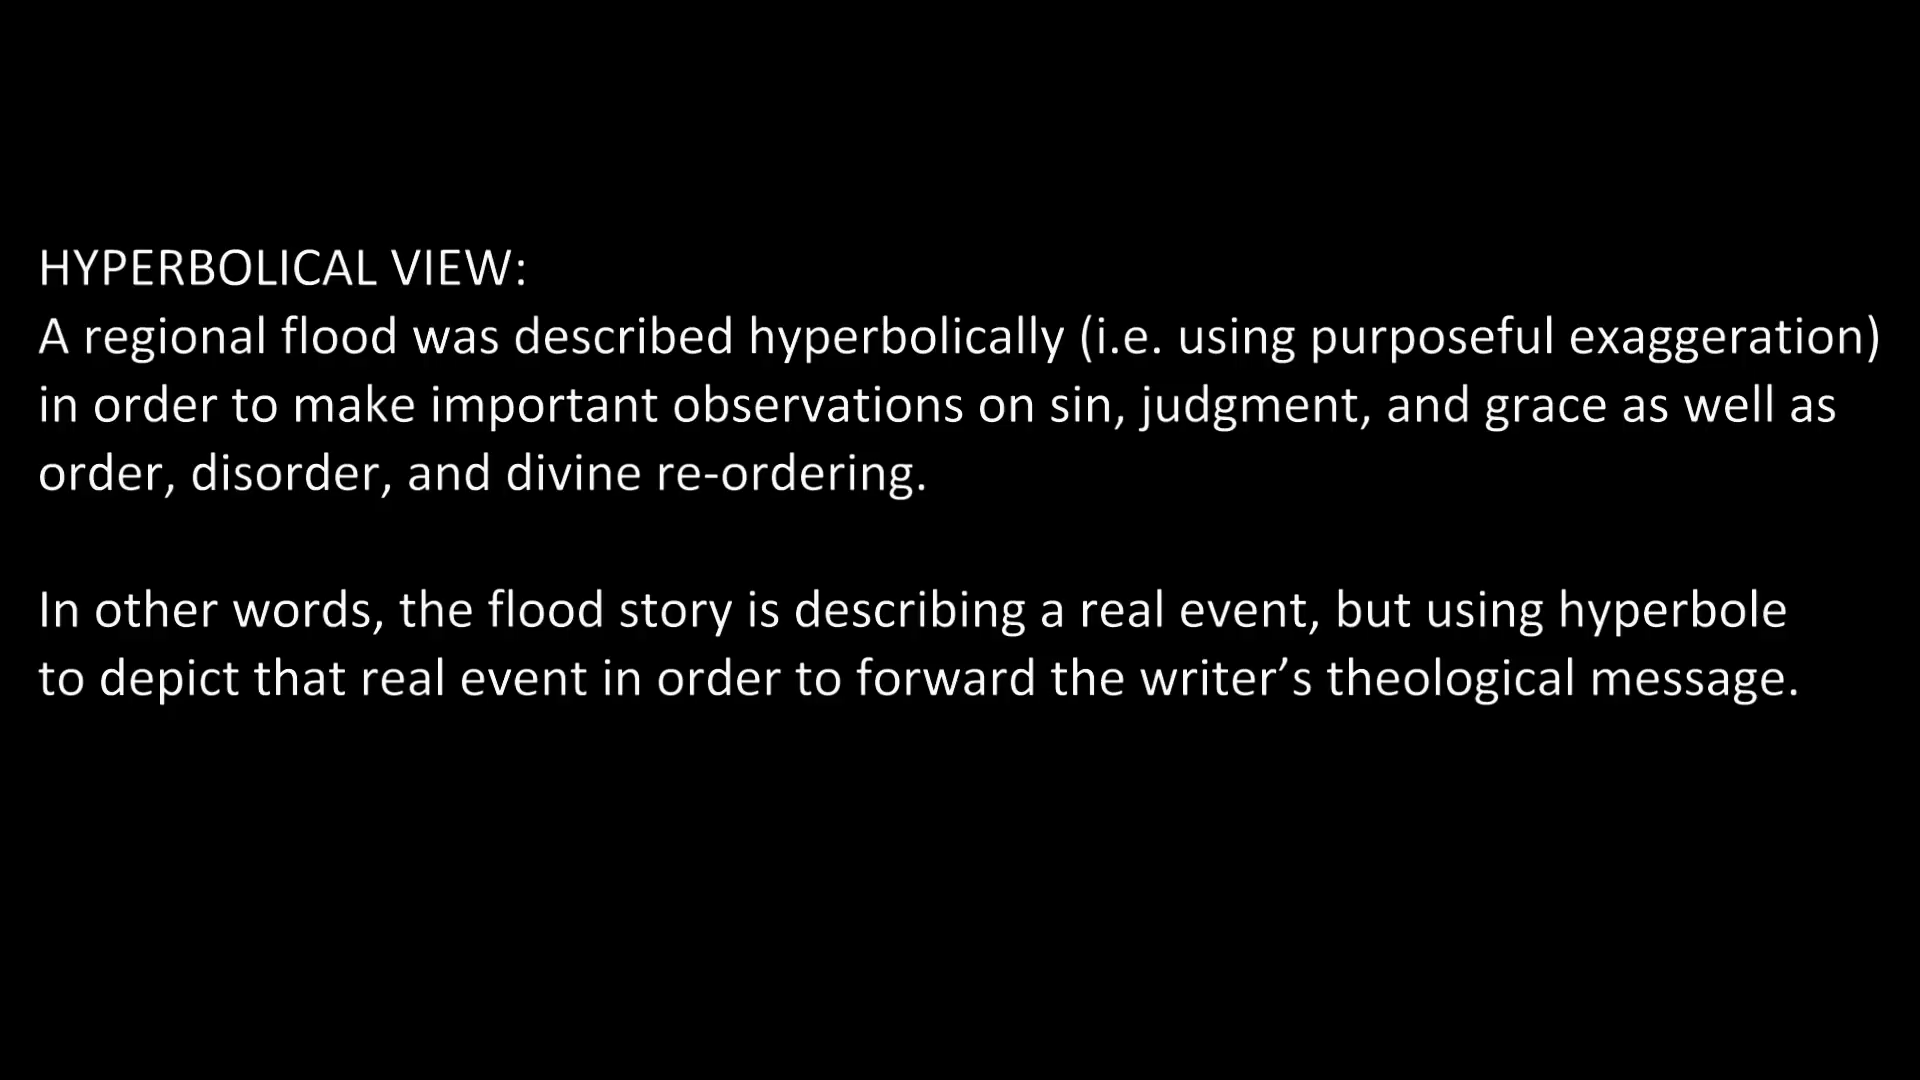 HYPERBOLICAL VIEW:
A regional flood was described hyperbolically (i.e. using purposeful exaggeration)
in order to make important observations on sin, judgment, and grace as well as
order, disorder, and divine re-ordering.
In other words, the flood story is describing a real event, but using hyperbole
to depict that real event in order to forward the writer’s theological message.